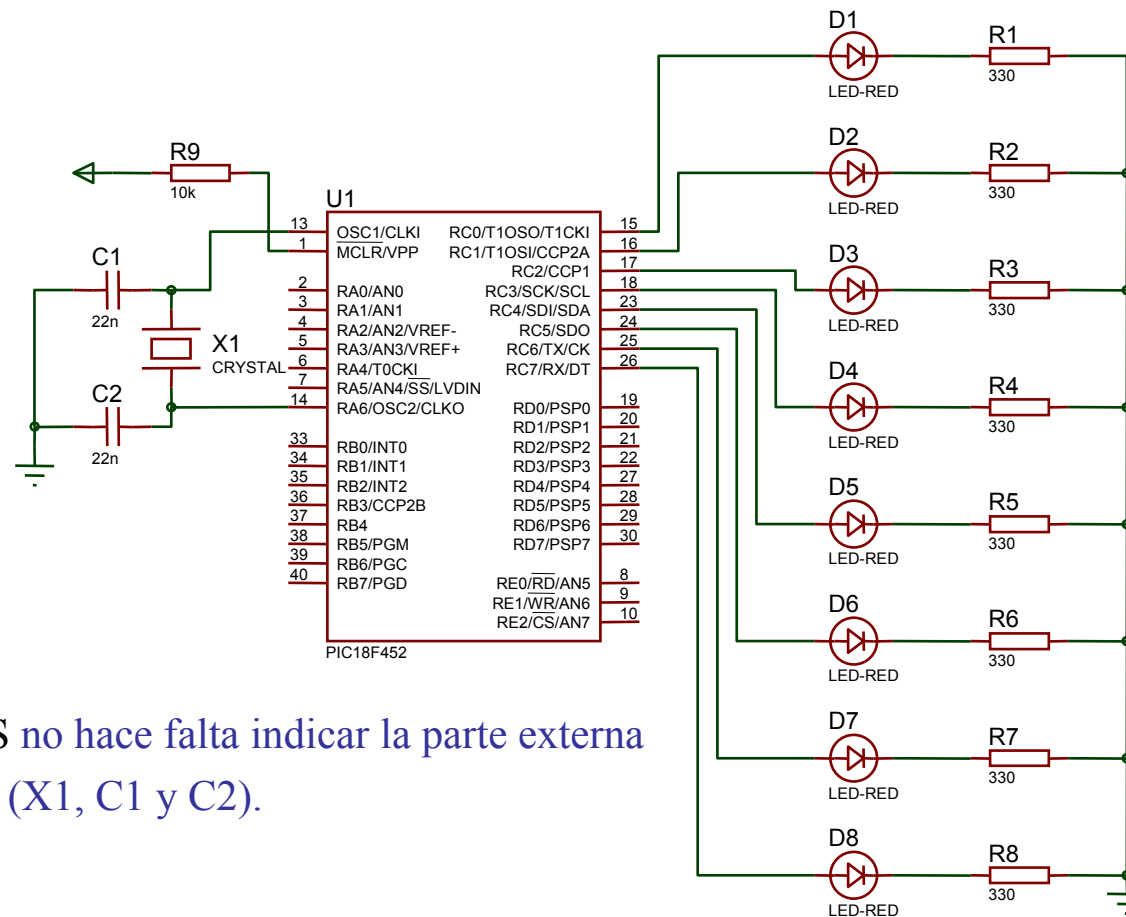 D1
R1
LED-RED
330
D2
R2
LED-RED
330
R9
10k
U1
13 OSC1/CLKI
1 MCLR/VPP
2 RA0/AN0
3 RA1/AN1
4 RA2/AN2/VREF-
5 RA3/AN3/VREF+
6 RA4/T0CKI
7 RA5/AN4/SS/LVDIN
14 RA6/OSC2/CLKO
33 RB0/INT0
34 RB1/INT1
35 RB2/INT2
36 RB3/CCP2B
37 RB4
38 RB5/PGM
39 RB6/PGC
40 RB7/PGD
RC0/T1OSO/T1CKI 15
RC1/T1OSI/CCP2A 16
RC2/CCP1 17
RC3/SCK/SCL 18
RC4/SDI/SDA 23
RC5/SDO 24
RC6/TX/CK 25
RC7/RX/DT 26
RD0/PSP0 19
RD1/PSP1 20
RD2/PSP2 21
RD3/PSP3 22
RD4/PSP4 27
RD5/PSP5 28
RD6/PSP6 29
RD7/PSP7 30
RE0/RD/AN5 8
RE1/WR/AN6 9
RE2/CS/AN7 10
PIC18F452
C1
22n
X1
CRYSTAL
C2
22n
D3
R3
LED-RED
330
D4
R4
LED-RED
330
D5
R5
LED-RED
330
D6
R6
LED-RED
330
D7
R7
LED-RED
330
D8
R8
LED-RED
330
S no hace falta indicar la parte externa
(X1, C1 y C2).